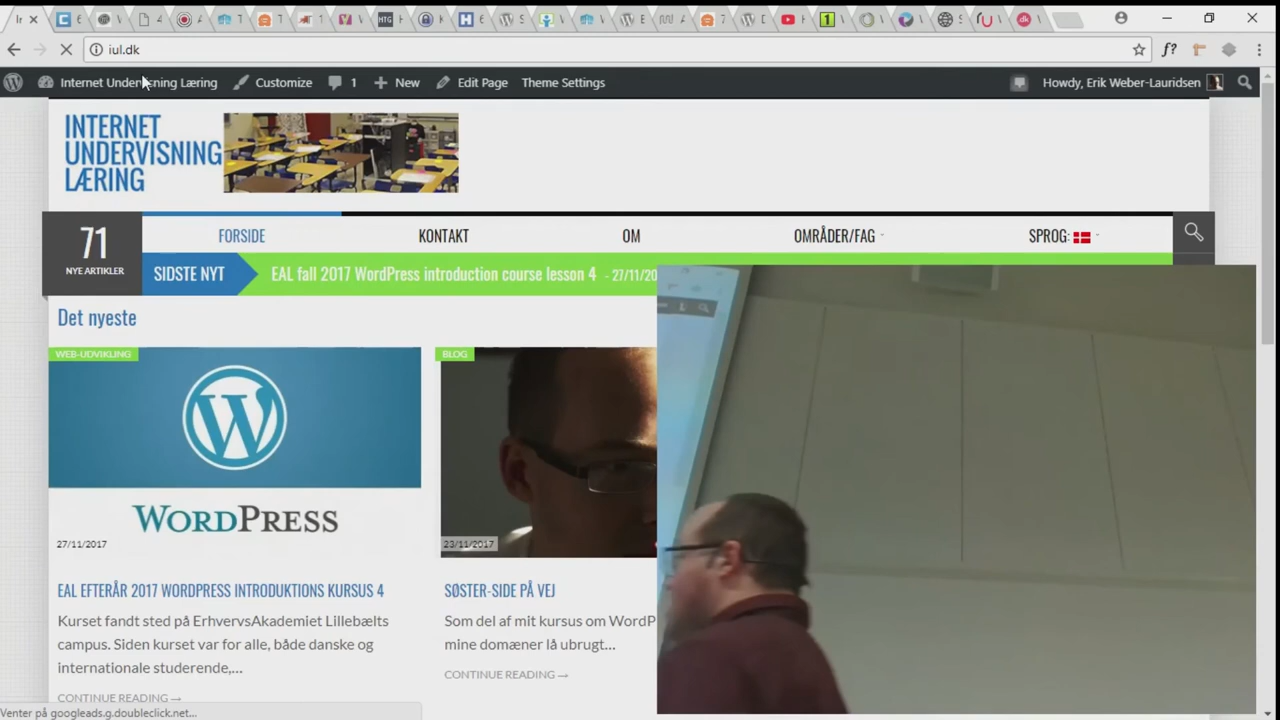 iul.dk
Internet Undervisning Læring
Customize
1
New
Edit Page
Theme Settings
Howdy, Erik Weber-Lauridsen
INTERNET
UNDERVISNING
LÆRING
71
NYE ARTIKLER
FORSIDE
KONTAKT
OM
OMRÅDER/FAG
SPROG:
SIDSTE NYT
EAL fall 2017 WordPress introduction course lesson 4 - 27/11/20
Det nyeste
WEB-UDVIKLING
WORDPRESS
27/11/2017
EAL EFTERÅR 2017 WORDPRESS INTRODUKTIONS KURSUS 4
Kurset fandt sted på ErhvervsAkademiet Lillebælts
campus. Siden kurset var for alle, både danske og
internationale studerende,...
CONTINUE READING →
BLOG
23/11/2017
SØSTER-SIDE PÅ VEJ
Som del af mit kursus om WordP
mine domæner lå ubrugt...
CONTINUE READING →
Venter på googleads.g.doubleclick.net...